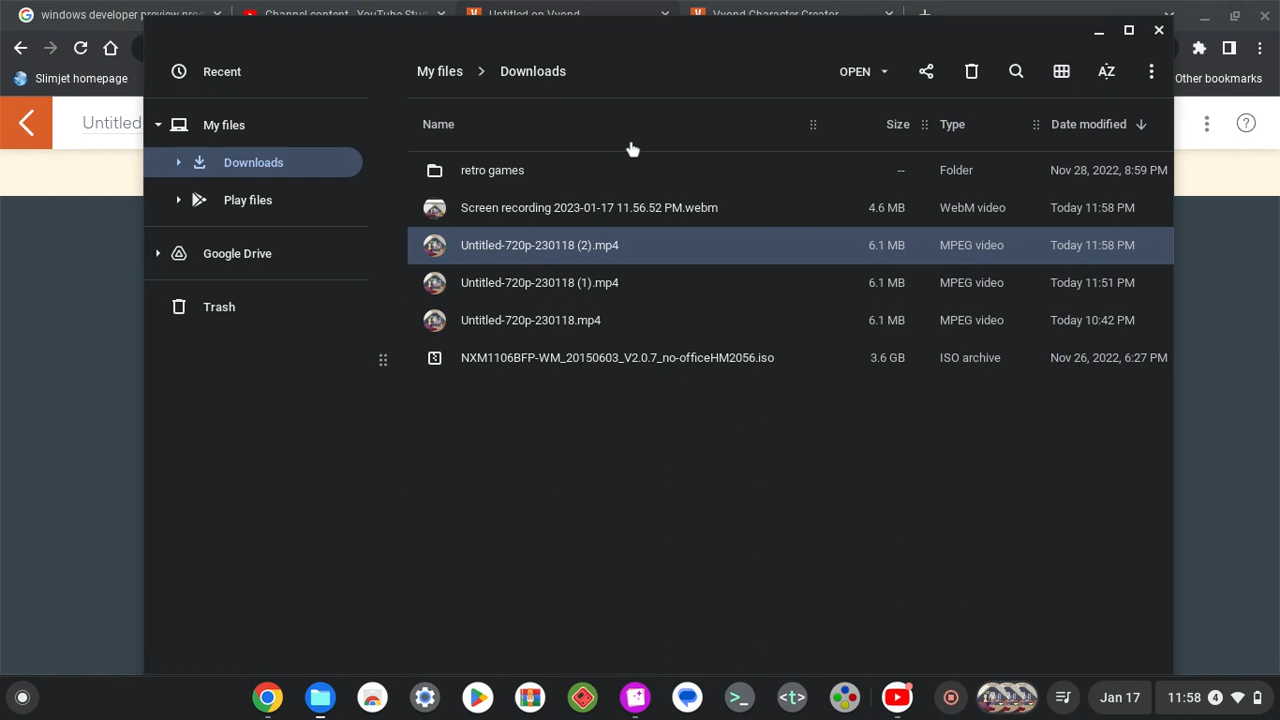 windows developer preview pro
Channel content - YouTube Stud
Untitled on Vyond
Vyond Character Creator
Slimjet homepage
Other bookmarks
Untitled
Recent
My files
Downloads
Play files
Google Drive
Trash
My files > Downloads
OPEN
AZ
Name Size Type Date modified
retro games -- Folder Nov 28, 2022, 8:59 PM
Screen recording 2023-01-17 11.56.52 PM.webm 4.6 MB WebM video Today 11:58 PM
Untitled-720p-230118 (2).mp4 6.1 MB MPEG video Today 11:58 PM
Untitled-720p-230118 (1).mp4 6.1 MB MPEG video Today 11:51 PM
Untitled-720p-230118.mp4 6.1 MB MPEG video Today 10:42 PM
NXM1106BFP-WM_20150603_V2.0.7_no-officeHM2056.iso 3.6 GB ISO archive Nov 26, 2022, 6:27 PM
Jan 17
11:58 4